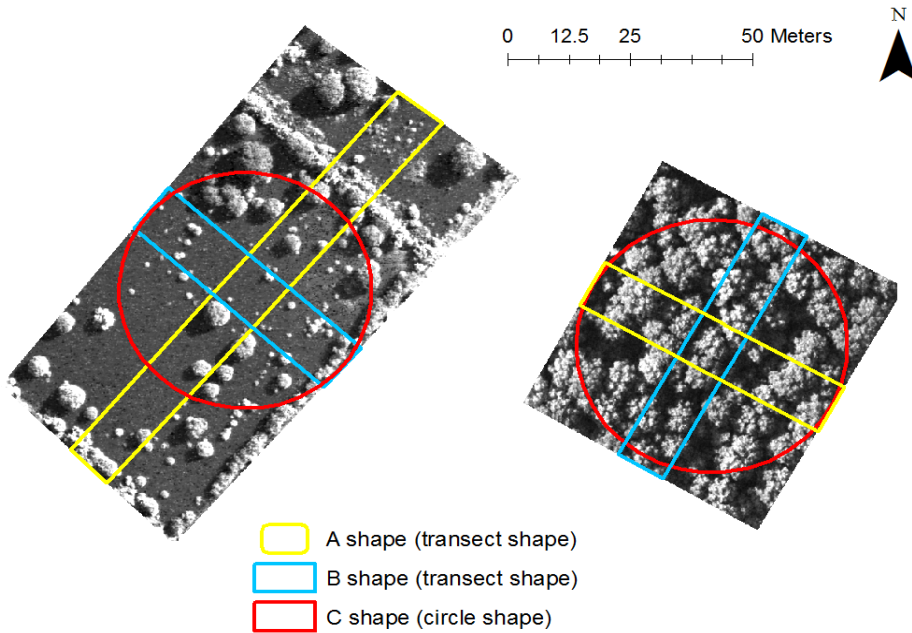 N
0 12.5 25 50 Meters
A shape (transect shape)
B shape (transect shape)
C shape (circle shape)